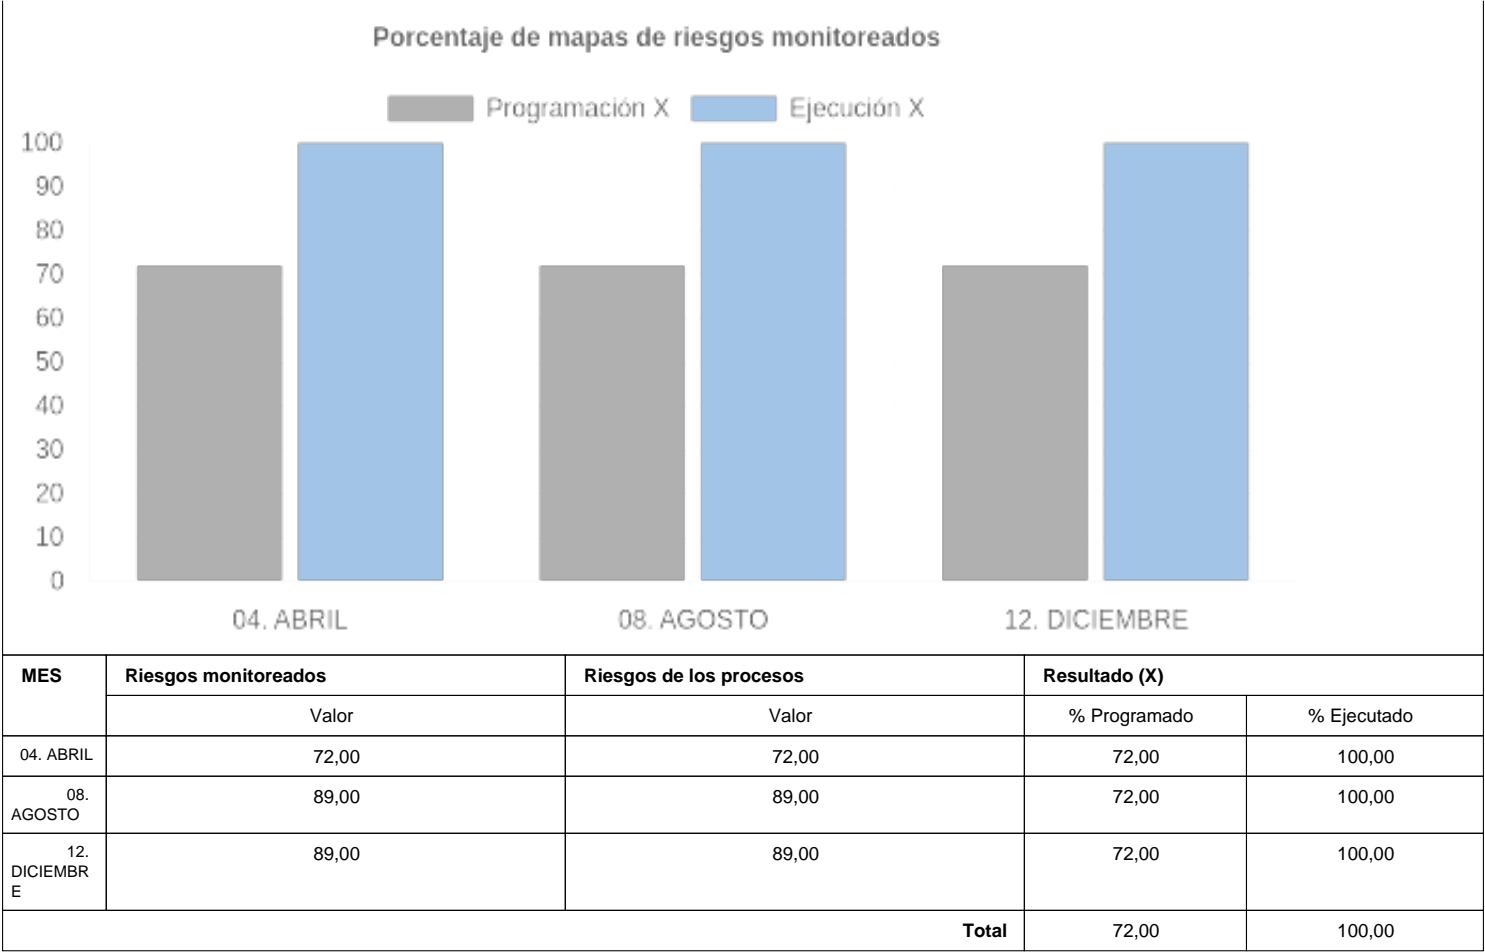 Porcentaje de mapas de riesgos monitoreados
Programación X Ejecución X
100
90
80
70
60
50
40
30
20
10
0
04. ABRIL 08. AGOSTO 12. DICIEMBRE
MES Riesgos monitoreados Riesgos de los procesos Resultado (X)
Valor Valor % Programado % Ejecutado
04. ABRIL 72,00 72,00 72,00 100,00
08. 89,00 89,00 72,00 100,00
AGOSTO
12. 89,00 89,00 72,00 100,00
DICIEMBR
E
Total 72,00 100,00